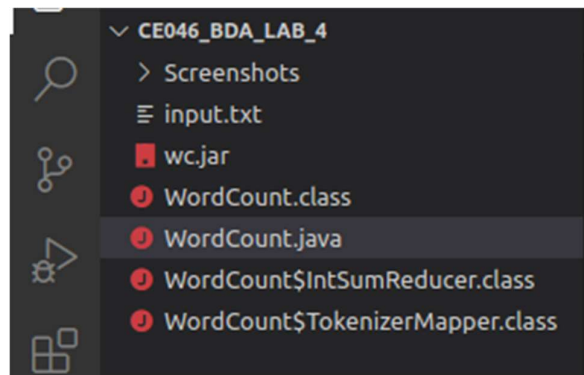 CE046_BDA_LAB_4
Screenshots
input.txt
wc.jar
WordCount.class
WordCount.java
WordCount$IntSumReducer.class
WordCount$TokenizerMapper.class